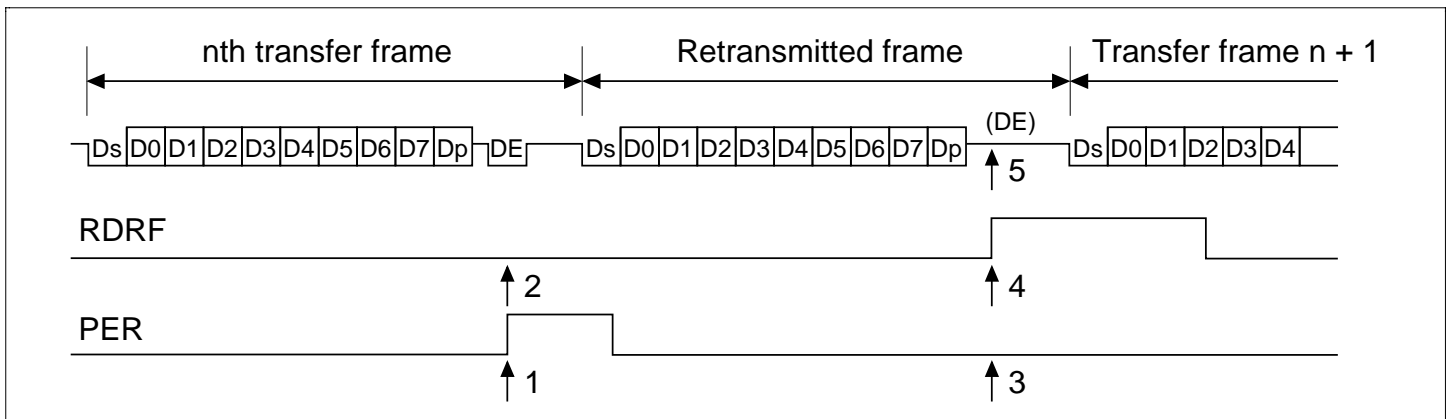 nth transfer frame Retransmitted frame Transfer frame n + 1
(DE)
Ds D0 D1 D2 D3 D4 D5 D6 D7 Dp DE Ds D0 D1 D2 D3 D4 D5 D6 D7 Dp Ds D0 D1 D2 D3 D4
5
RDRF
2 4
PER
1 3